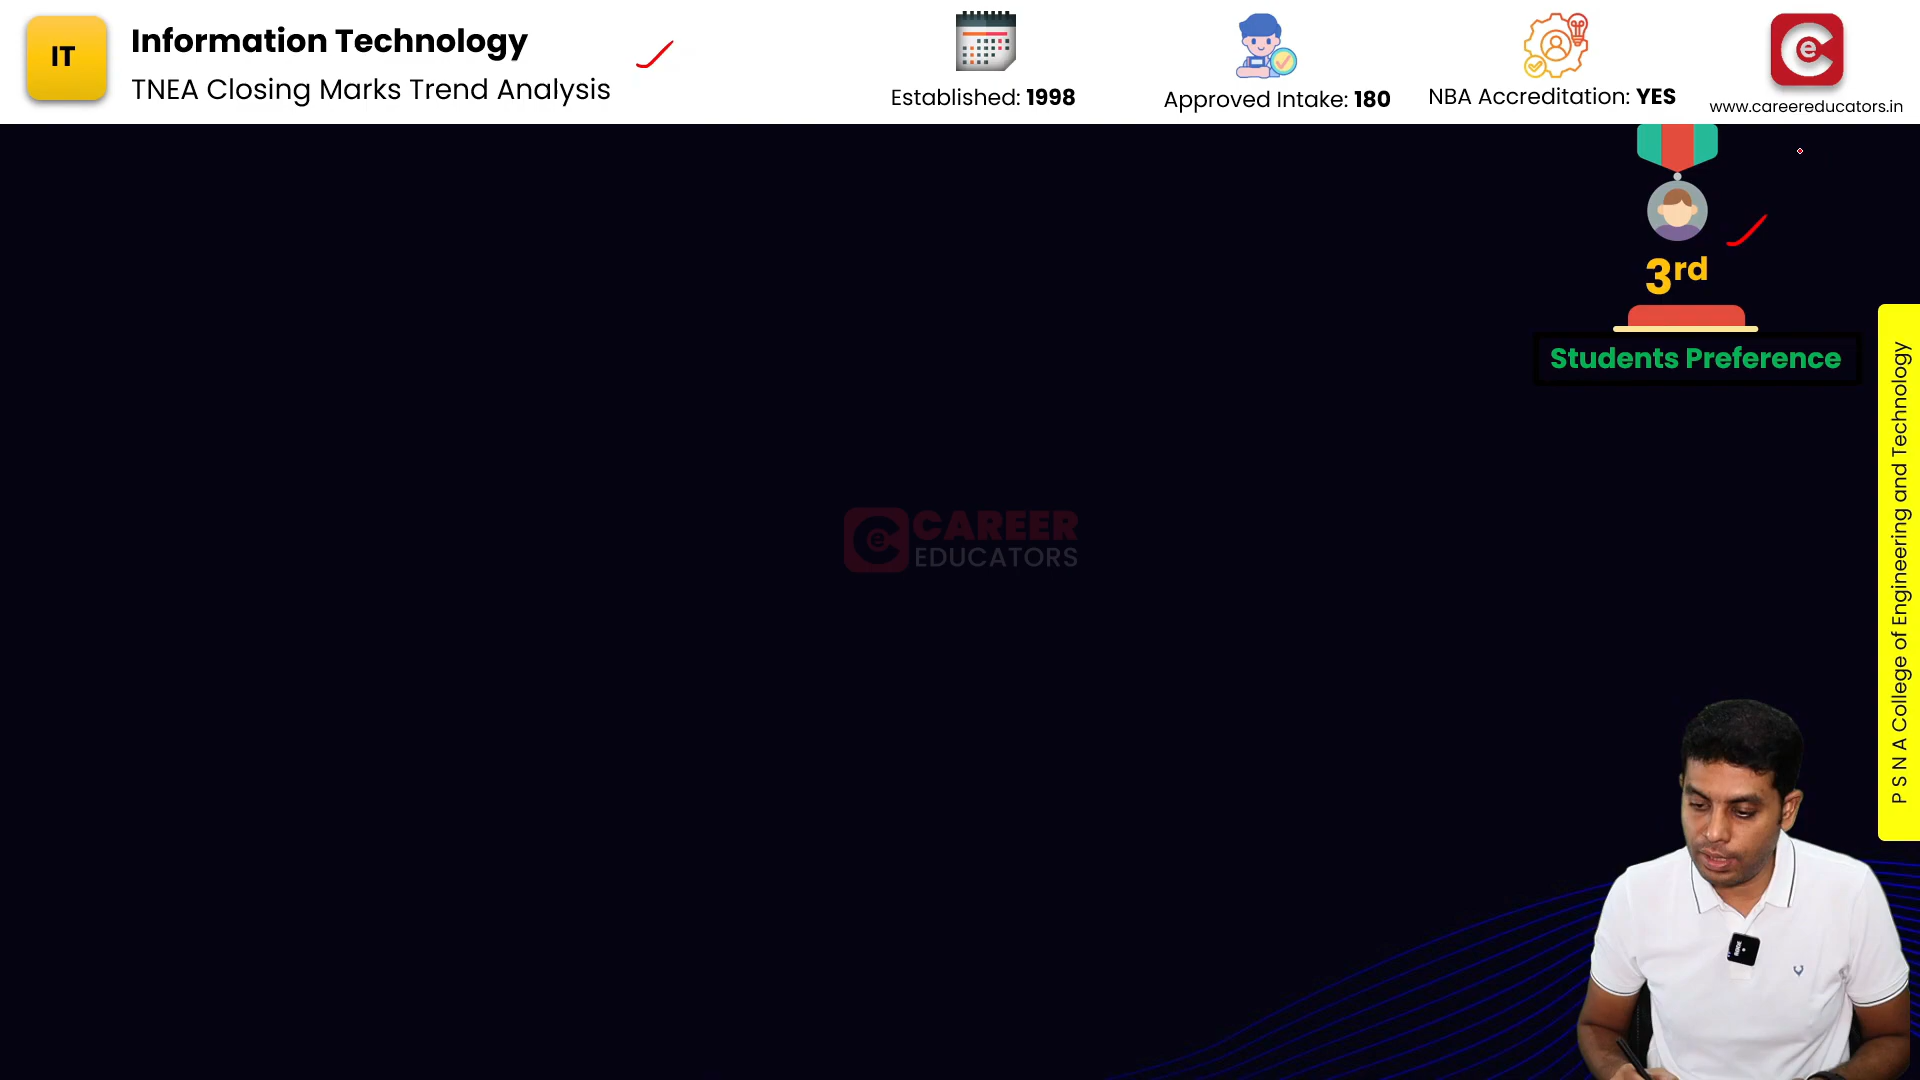 IT
Information Technology
TNEA Closing Marks Trend Analysis
Established: 1998
Approved Intake: 180
NBA Accreditation: YES
e
www.careereducators.in
3rd
Students Preference
P S N A College of Engineering and Technology
e CAREER
EDUCATORS